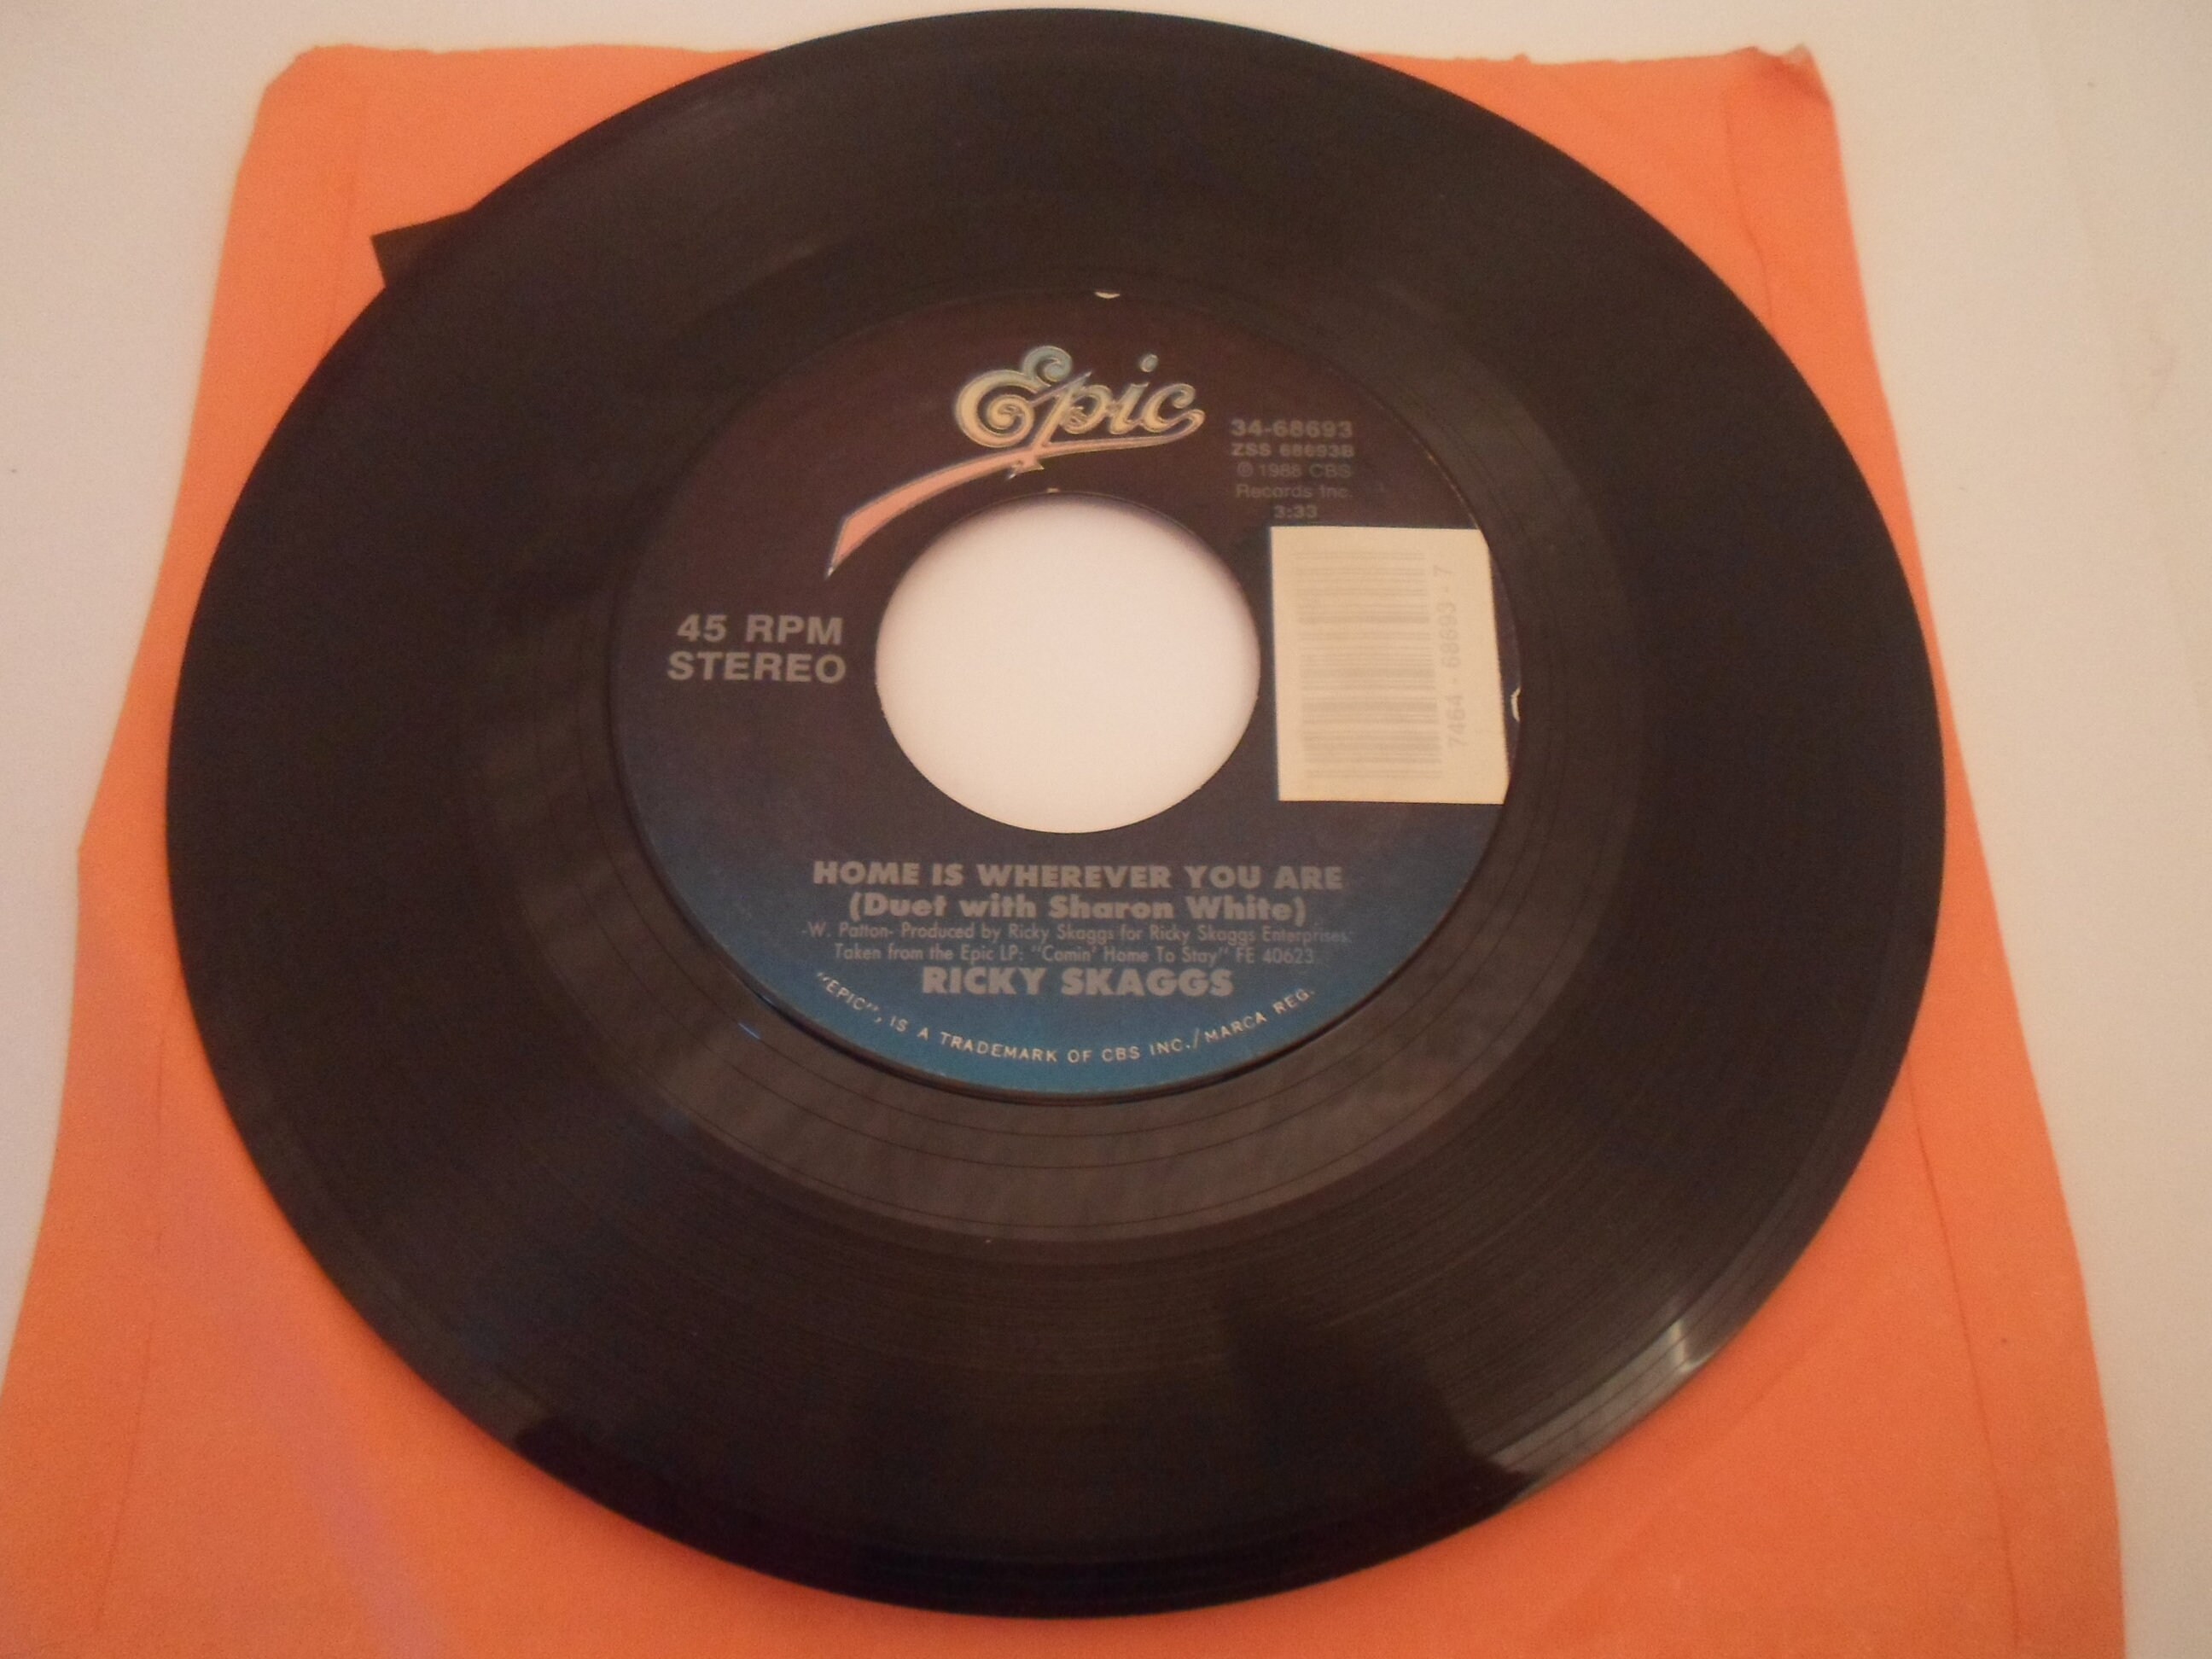 Epic
34-68693
ZSS 68693B
℗ 1988 CBS
Records Inc.
3:33
45 RPM
STEREO
7464-68693-7
HOME IS WHEREVER YOU ARE
(Duet with Sharon White)
-W. Patton- Produced by Ricky Skaggs for Ricky Skaggs Enterprises.
Taken from the Epic LP: "Comin' Home To Stay" FE 40623
RICKY SKAGGS
"EPIC", IS A TRADEMARK OF CBS INC./MARCA REG.